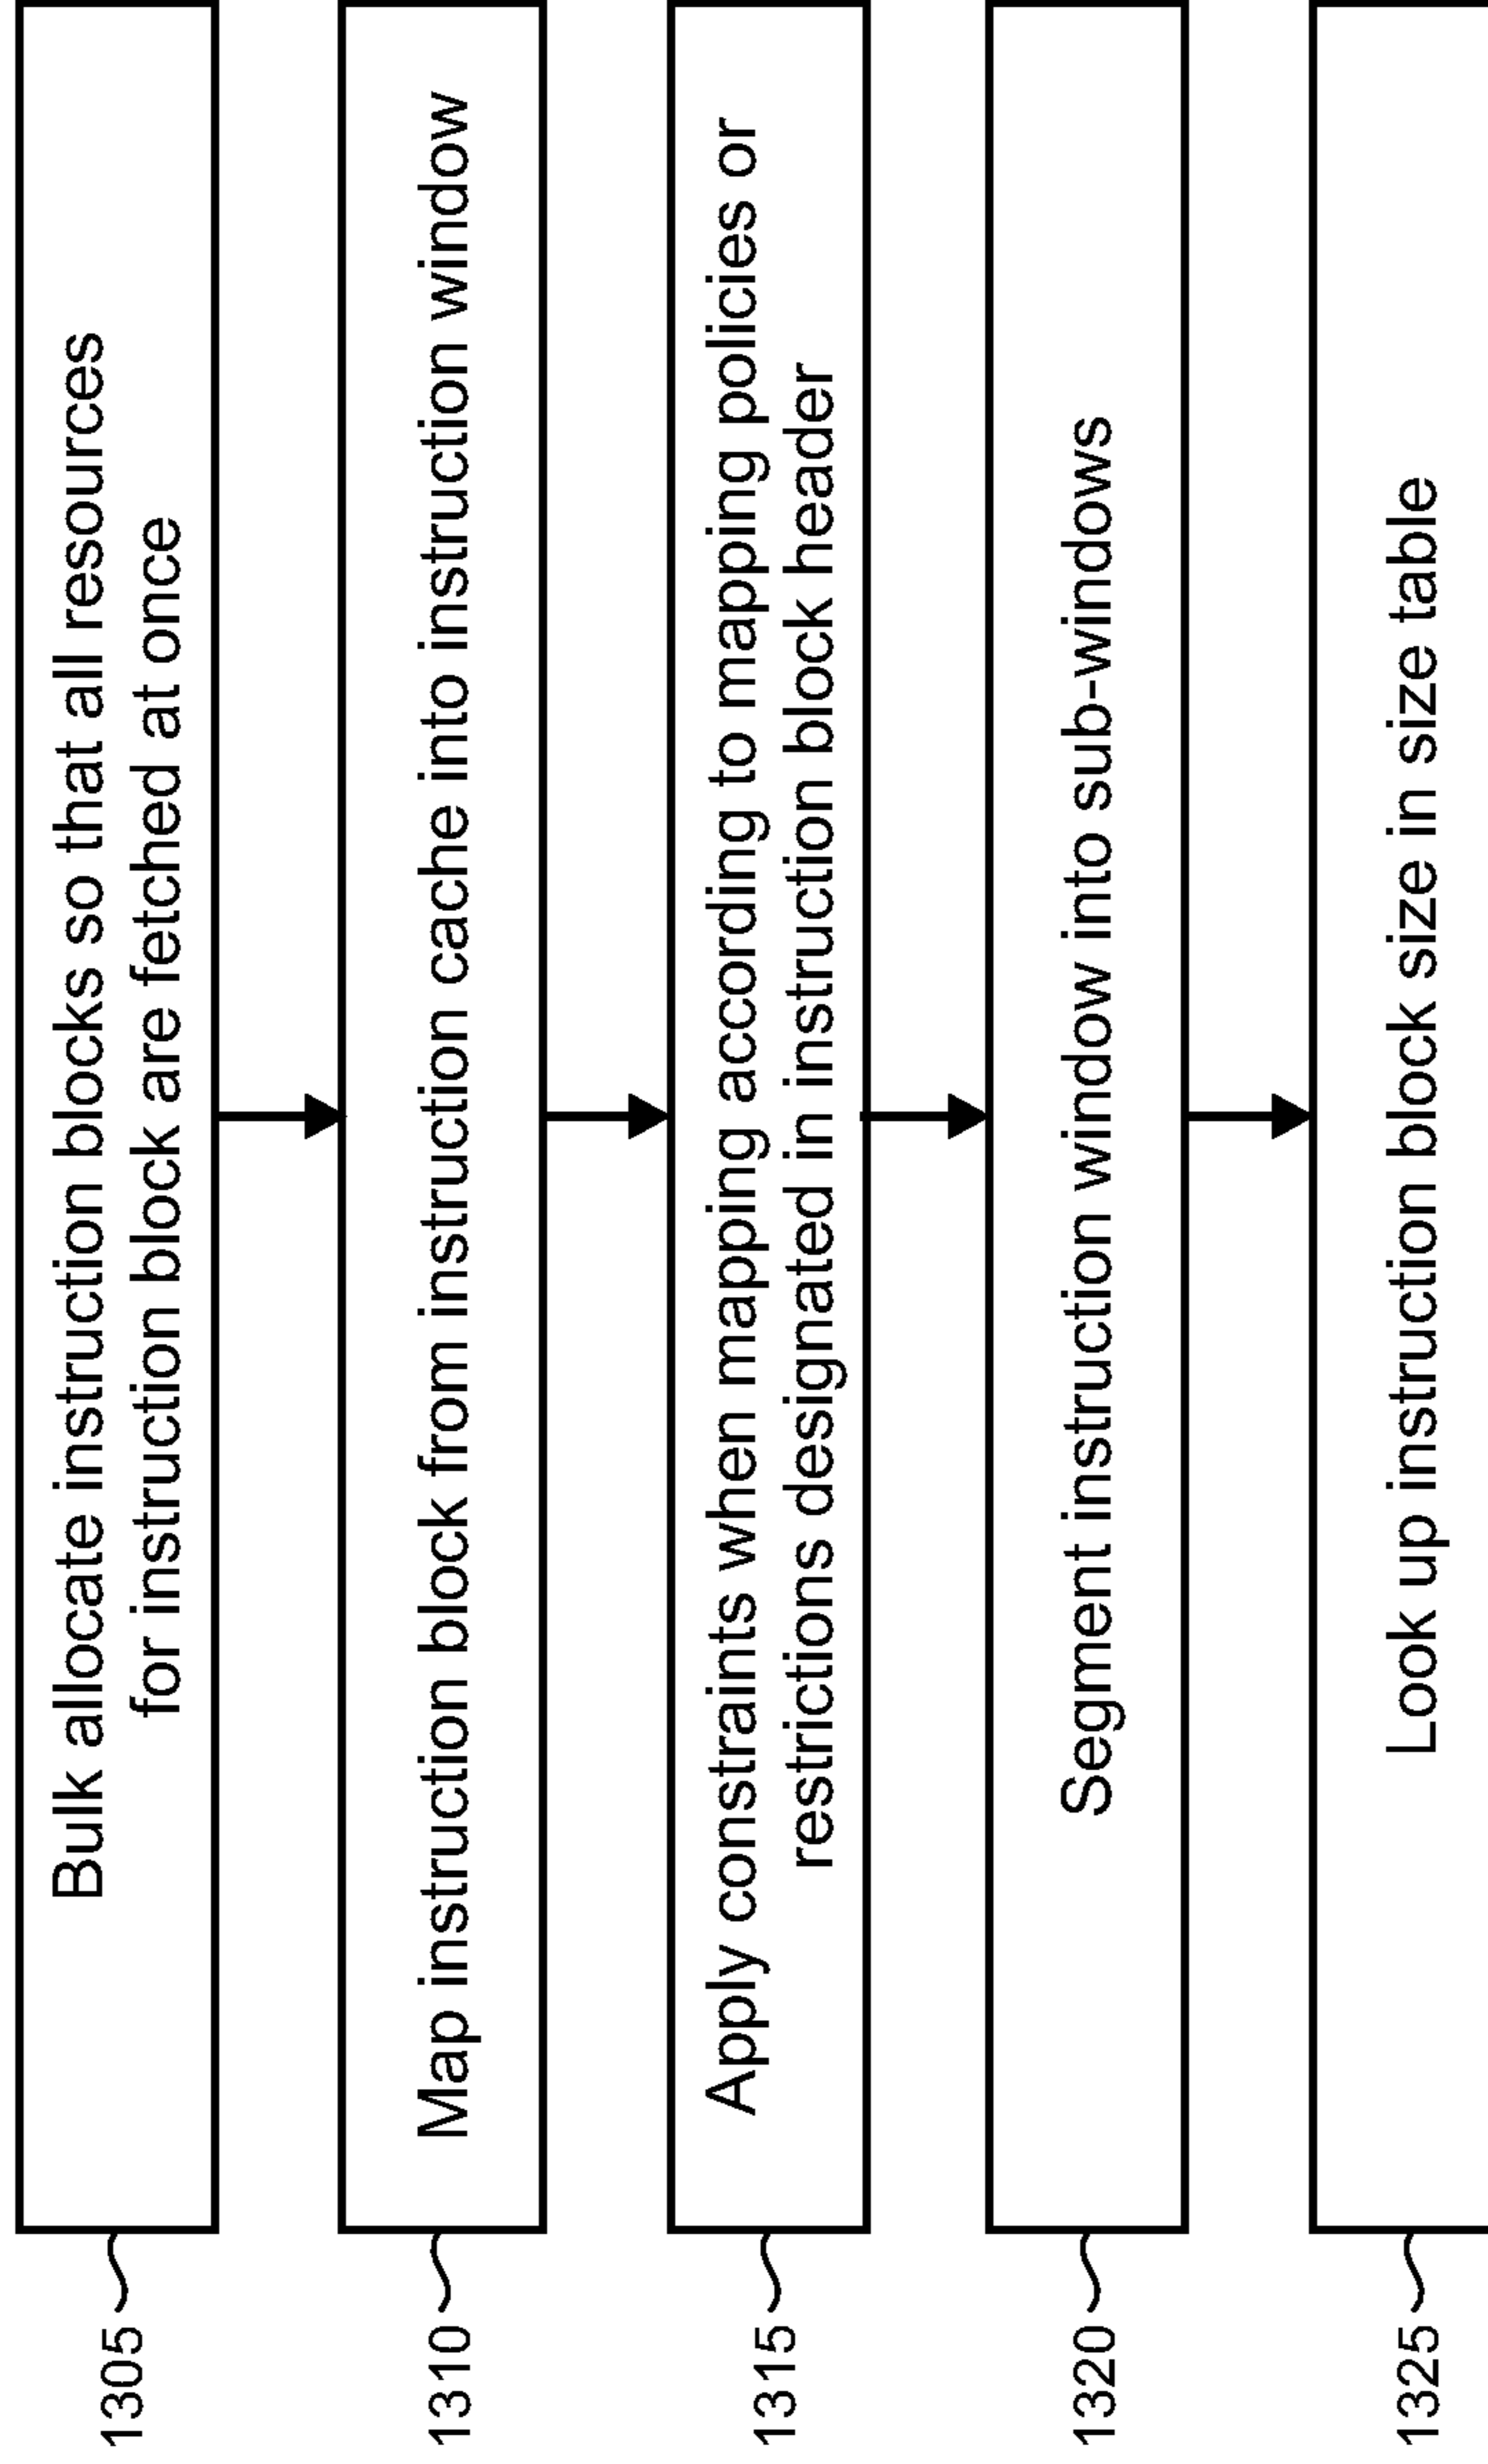 1305
Bulk allocate instruction blocks so that all resources
for instruction block are fetched at once
1310
Map instruction block from instruction cache into instruction window
1315
Apply constraints when mapping according to mapping policies or
restrictions designated in instruction block header
1320
Segment instruction window into sub-windows
1325
Look up instruction block size in size table